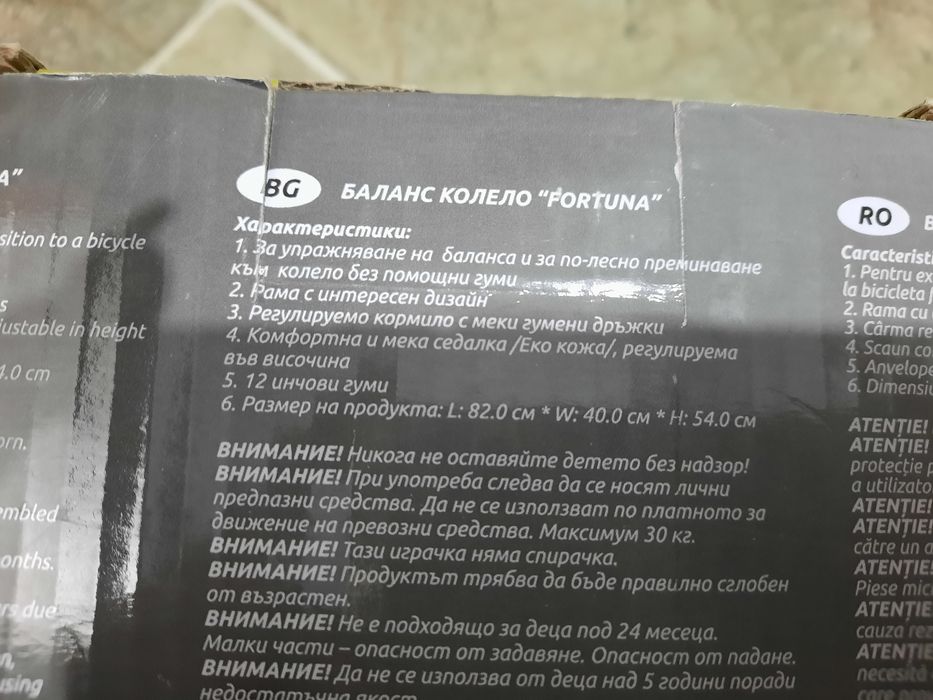 A"
sition to a bicycle
s
justable in height
4.0 cm
orn.
embled
onths.
rs due
n,
using
BG БАЛАНС КОЛЕЛО "FORTUNA"
Характеристики:
1. За упражняване на баланса и за по-лесно преминаване
към колело без помощни гуми
2. Рама с интересен дизайн
3. Регулируемо кормило с меки гумени дръжки
4. Комфортна и мека седалка /Еко кожа/, регулируема
във височина
5. 12 инчови гуми
6. Размер на продукта: L: 82.0 см * W: 40.0 см * H: 54.0 см
ВНИМАНИЕ! Никога не оставяйте детето без надзор!
ВНИМАНИЕ! При употреба следва да се носят лични
предпазни средства. Да не се използват по платното за
движение на превозни средства. Максимум 30 кг.
ВНИМАНИЕ! Тази играчка няма спирачка.
ВНИМАНИЕ! Продуктът трябва да бъде правилно сглобен
от възрастен.
ВНИМАНИЕ! Не е подходящо за деца под 24 месеца.
Малки части – опасност от задавяне. Опасност от падане.
ВНИМАНИЕ! Да не се използва от деца над 5 години поради
недостатъчна якост.
RO B
Caracteristi
1. Pentru ex
la bicicleta f
2. Rama cu
3. Cârma re
4. Scaun co
5. Anvelope
6. Dimensiu
ATENȚIE!
ATENȚIE!
protecție p
a utilizato
ATENȚIE!
ATENȚIE!
către un a
ATENȚIE!
Piese mici
ATENȚIE
cauza rez
ATENȚIE
necesită